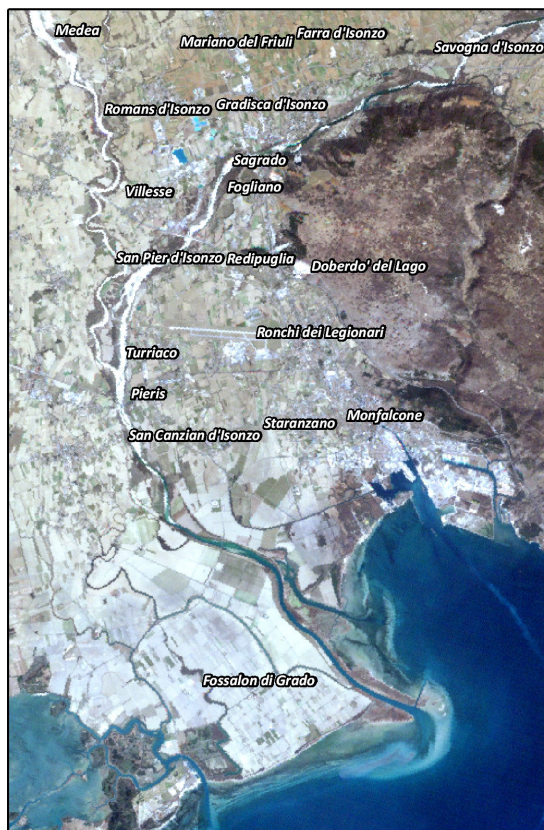 Medea
Mariano del Friuli
Farra d'Isonzo
Savogna d'Isonzo
Romans d'Isonzo
Gradisca d'Isonzo
Sagrado
Villesse
Fogliano
San Pier d'Isonzo
Redipuglia
Doberdo' del Lago
Ronchi dei Legionari
Turriaco
Pieris
Monfalcone
Staranzano
San Canzian d'Isonzo
Fossalon di Grado